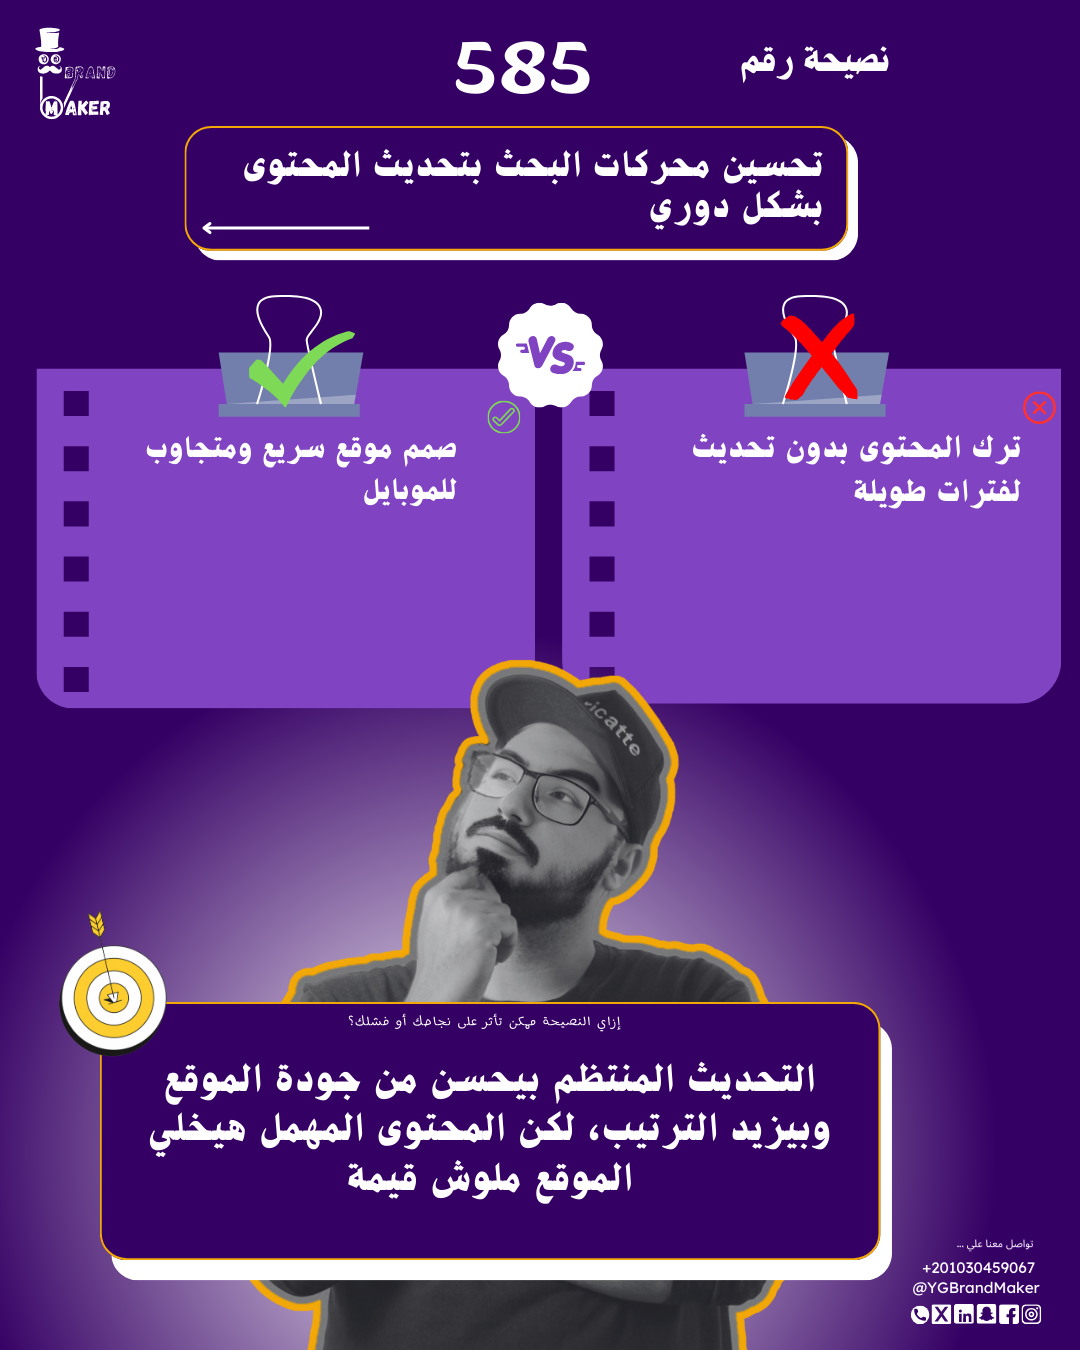 BRAND
MAKER
نصيحة رقم
585
تحسين محركات البحث بتحديث المحتوى
بشكل دوري
VS
ترك المحتوى بدون تحديث
لفترات طويلة
صمم موقع سريع ومتجاوب
للموبايل
icatte
إزاي النصيحة ممكن تأثر على نجاحك أو فشلك؟
التحديث المنتظم بيحسن من جودة الموقع
وبيزيد الترتيب، لكن المحتوى المهمل هيخلي
الموقع ملوش قيمة
تواصل معنا علي ...
+201030459067
@YGBrandMaker